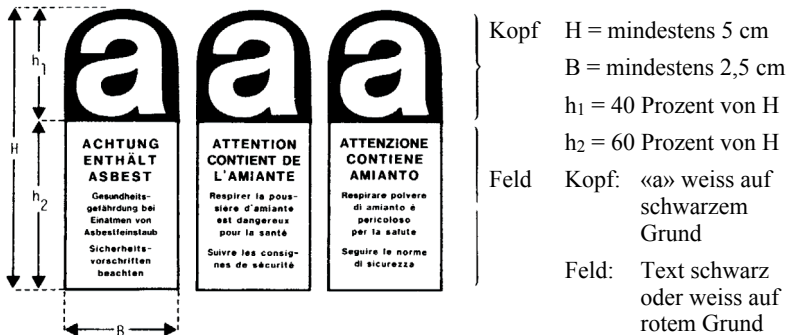 a
ACHTUNG
ENTHÄLT
ASBEST
Gesundheits-
gefährdung bei
Einatmen von
Asbestfeinstaub
Sicherheits-
vorschriften
beachten
a
ATTENTION
CONTIENT DE
L'AMIANTE
Respirer la pous-
sière d'amiante
est dangereux
pour la santé
Suivre les consig-
nes de sécurité
a
ATTENZIONE
CONTIENE
AMIANTO
Respirare polvere
di amianto é
pericoloso
per la salute
Seguire le norme
di sicurezza
H
h1
h2
B
Kopf H = mindestens 5 cm
B = mindestens 2,5 cm
h1 = 40 Prozent von H
h2 = 60 Prozent von H
Feld Kopf: «a» weiss auf
schwarzem
Grund
Feld: Text schwarz
oder weiss auf
rotem Grund